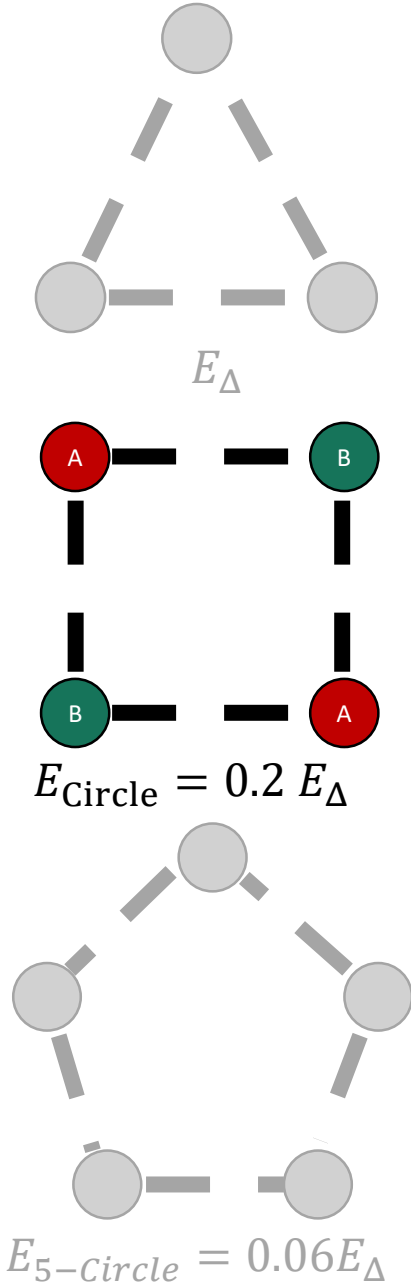 E_Δ
A B
B A
E_Circle = 0.2 E_Δ
E_5−Circle = 0.06E_Δ